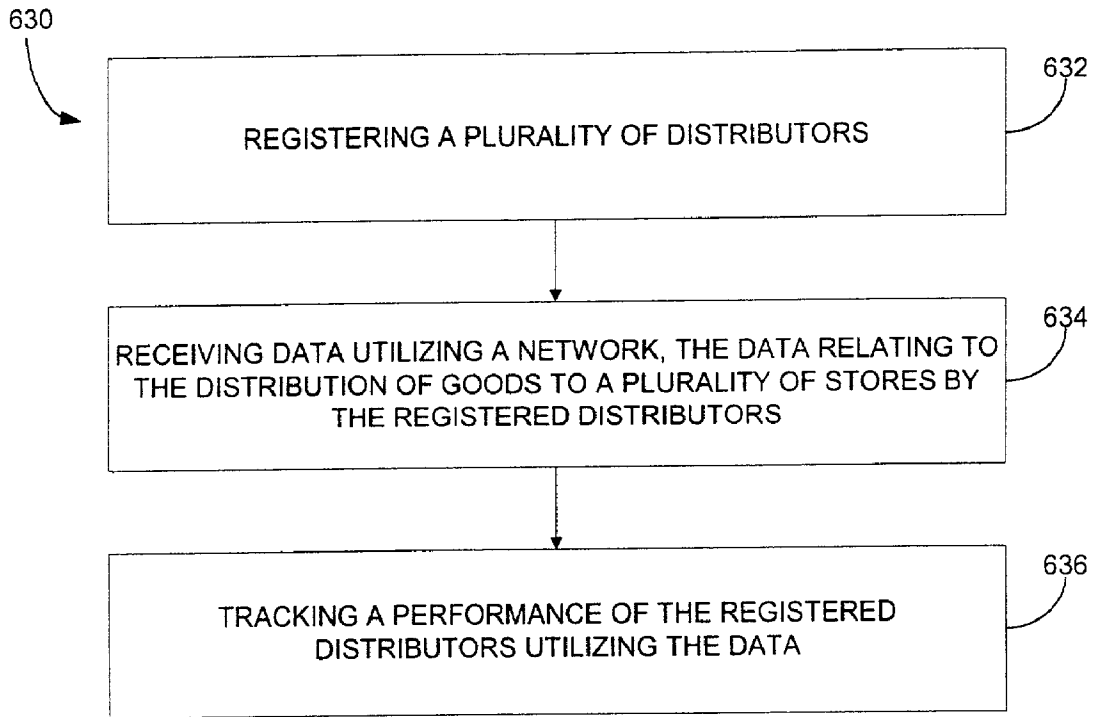 630
632
REGISTERING A PLURALITY OF DISTRIBUTORS
634
RECEIVING DATA UTILIZING A NETWORK, THE DATA RELATING TO
THE DISTRIBUTION OF GOODS TO A PLURALITY OF STORES BY
THE REGISTERED DISTRIBUTORS
636
TRACKING A PERFORMANCE OF THE REGISTERED
DISTRIBUTORS UTILIZING THE DATA